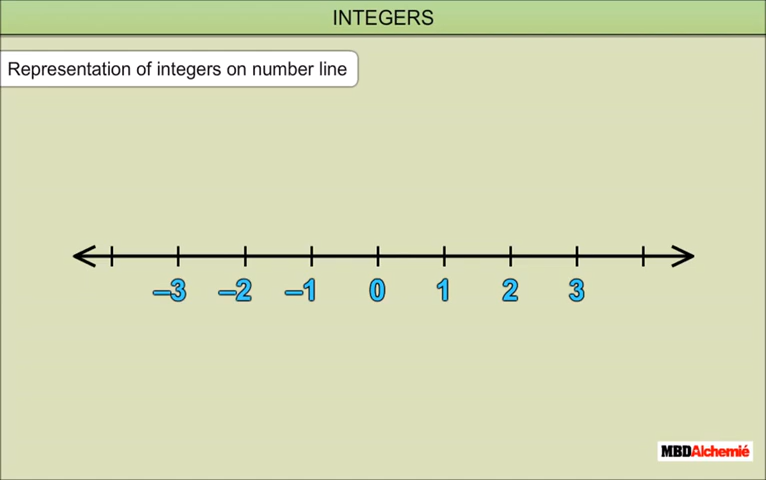 INTEGERS
Representation of integers on number line
–3 –2 –1 0 1 2 3
MBDAlchemié